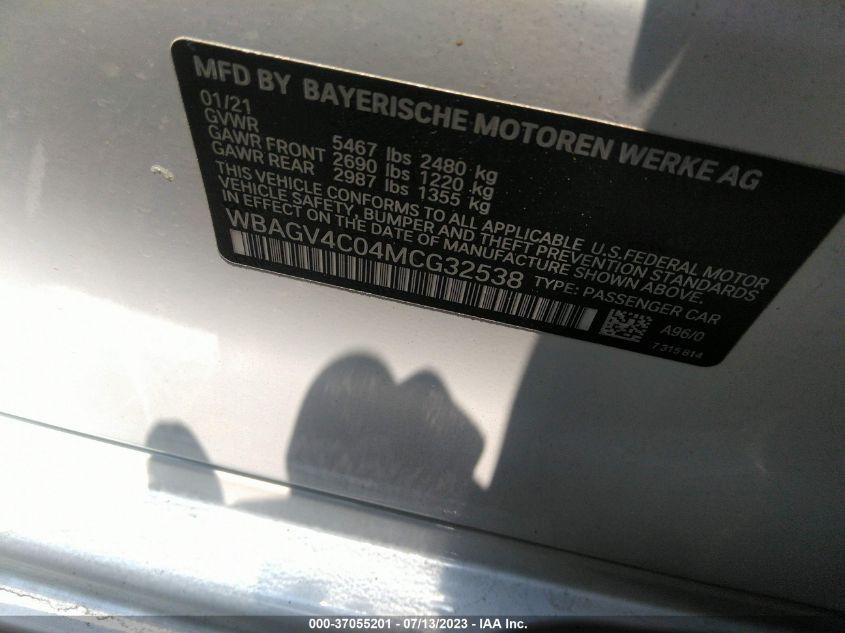 MFD BY BAYERISCHE MOTOREN WERKE AG
01/21
GVWR 5467 lbs 2480 kg
GAWR FRONT 2690 lbs 1220 kg
GAWR REAR 2987 lbs 1355 kg
THIS VEHICLE CONFORMS TO ALL APPLICABLE U.S.FEDERAL MOTOR
VEHICLE SAFETY, BUMPER AND THEFT PREVENTION STANDARDS
IN EFFECT ON THE DATE OF MANUFACTURE SHOWN ABOVE.
WBAGV4C04MCG32538 TYPE: PASSENGER CAR
A96/0
7315814
000-37055201 - 07/13/2023 - IAA Inc.